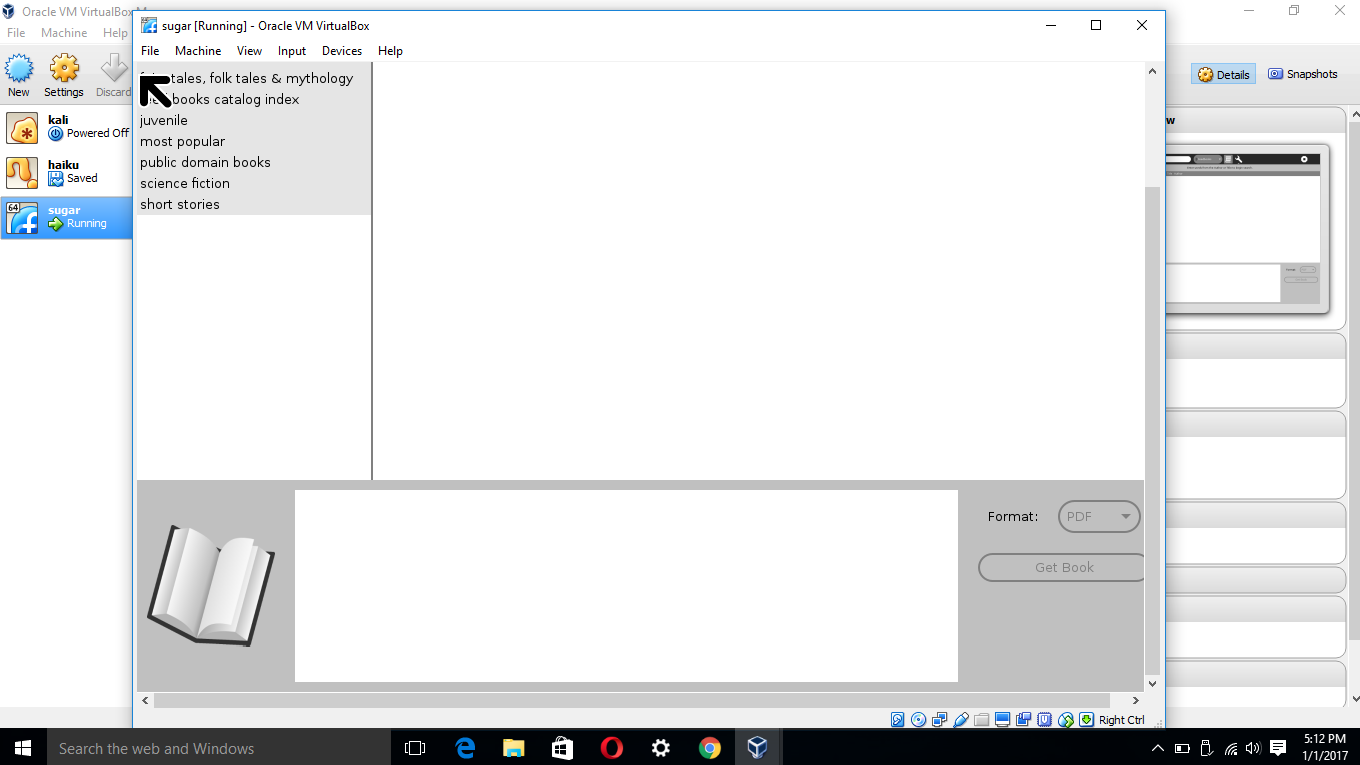 Oracle VM VirtualBox
File Machine Help
New
Settings
Discard
kali
Powered Off
haiku
Saved
64
sugar
Running
sugar [Running] - Oracle VM VirtualBox
File Machine View Input Devices Help
tales, folk tales & mythology
books catalog index
juvenile
most popular
public domain books
science fiction
short stories
Format:
PDF
Get Book
Right Ctrl
Details
Snapshots
Search the web and Windows
5:12 PM
1/1/2017